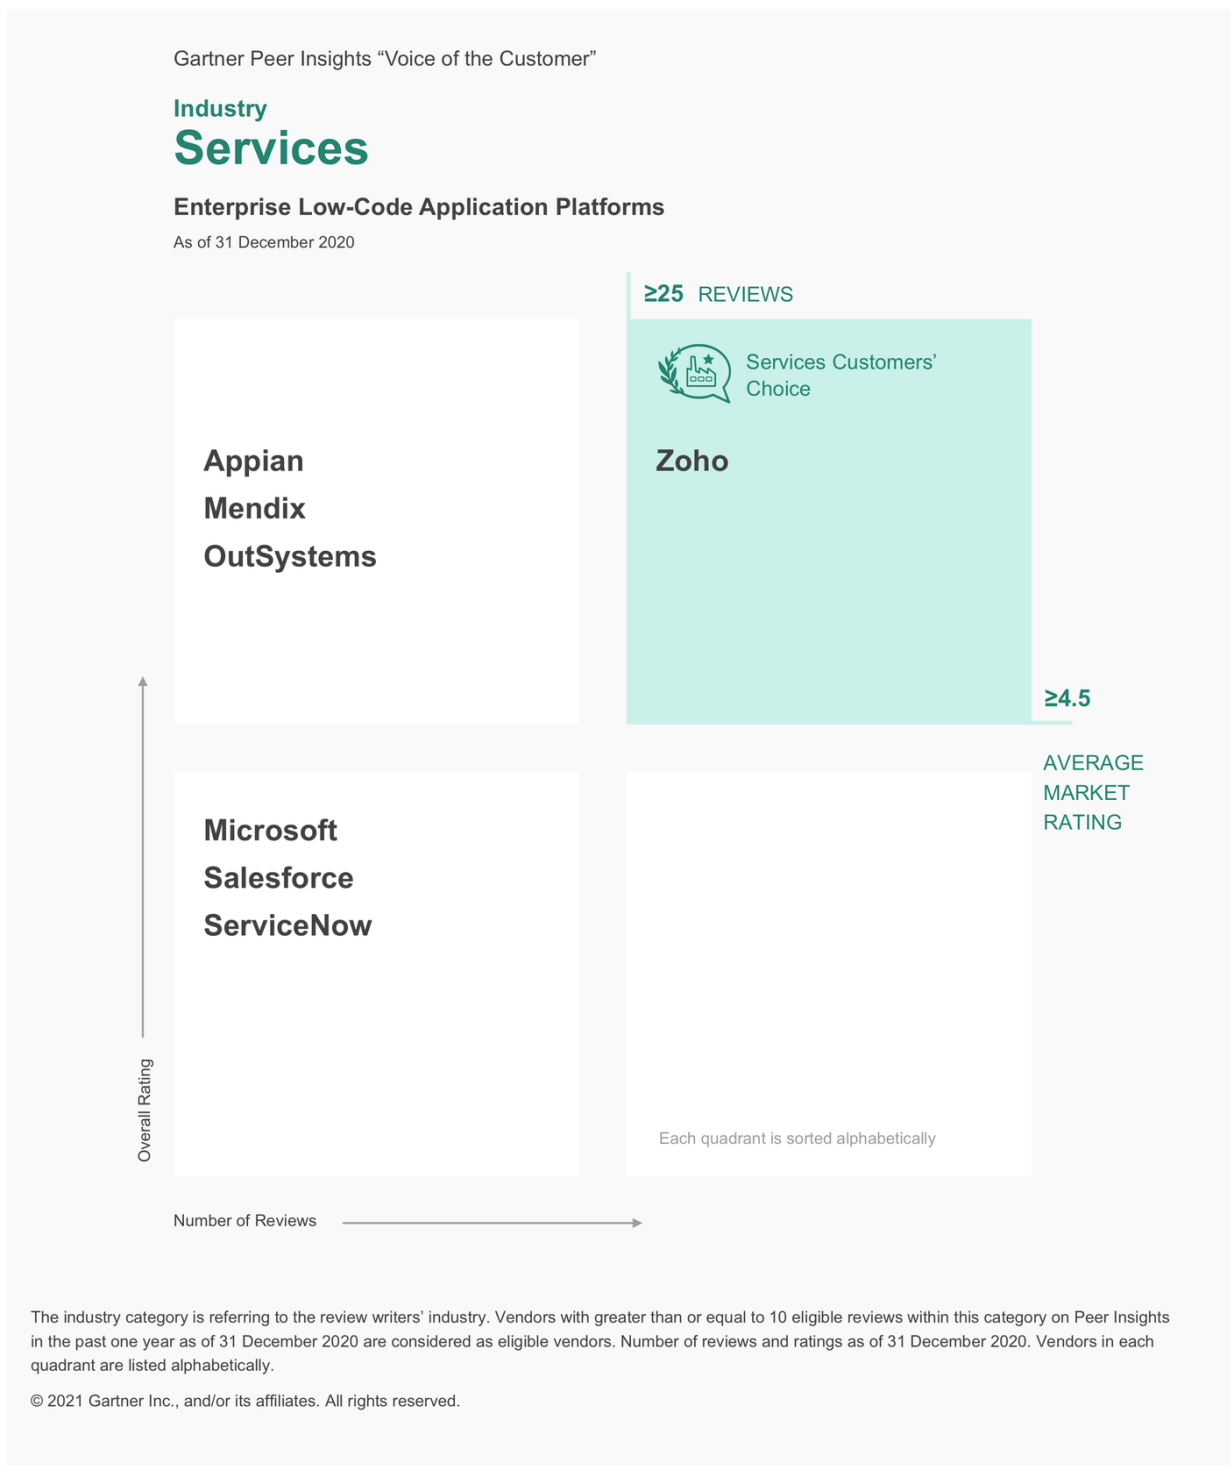 Gartner Peer Insights “Voice of the Customer”
Industry
Services
Enterprise Low-Code Application Platforms
As of 31 December 2020
≥25 REVIEWS
Services Customers’
Choice
Appian
Mendix
OutSystems
Zoho
≥4.5
AVERAGE
MARKET
RATING
Microsoft
Salesforce
ServiceNow
Each quadrant is sorted alphabetically
Overall Rating
Number of Reviews
The industry category is referring to the review writers’ industry. Vendors with greater than or equal to 10 eligible reviews within this category on Peer Insights
in the past one year as of 31 December 2020 are considered as eligible vendors. Number of reviews and ratings as of 31 December 2020. Vendors in each
quadrant are listed alphabetically.
© 2021 Gartner Inc., and/or its affiliates. All rights reserved.